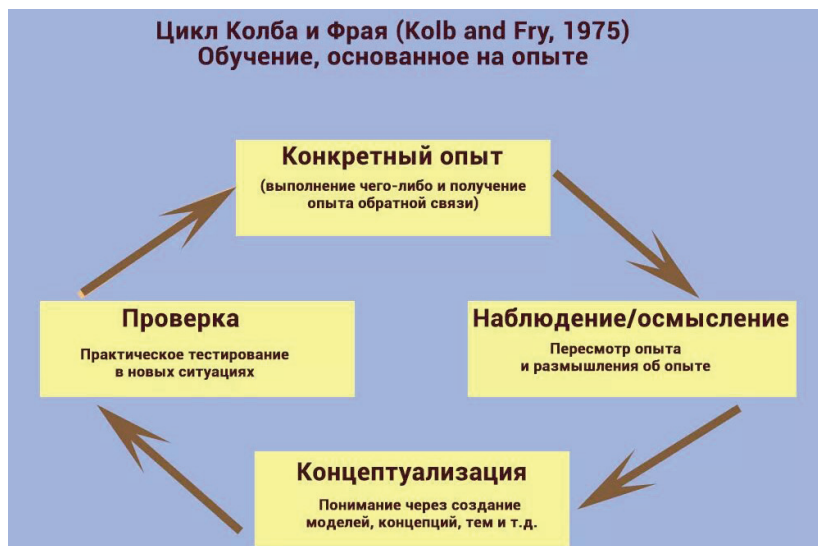 Цикл Колба и Фрая (Kolb and Fry, 1975)
Обучение, основанное на опыте
Конкретный опыт
(выполнение чего-либо и получение
опыта обратной связи)
Проверка
Практическое тестирование
в новых ситуациях
Наблюдение/осмысление
Пересмотр опыта
и размышления об опыте
Концептуализация
Понимание через создание
моделей, концепций, тем и т.д.